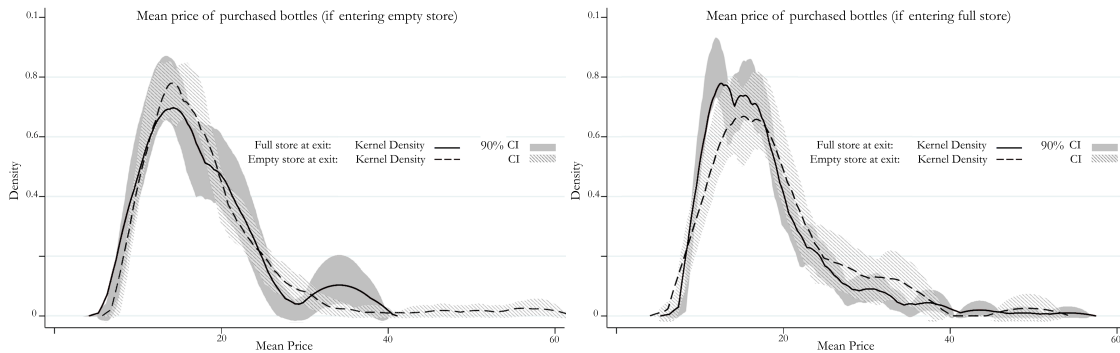 Mean price of purchased bottles (if entering empty store)
0.1
0.8
0.6
0.4
0
Density
Full store at exit: Kernel Density 90% CI
Empty store at exit: Kernel Density CI
20
40
60
Mean Price
Mean price of purchased bottles (if entering full store)
0.1
0.8
0.6
0.4
0
Density
Full store at exit: Kernel Density 90% CI
Empty store at exit: Kernel Density CI
20
40
60
Mean Price